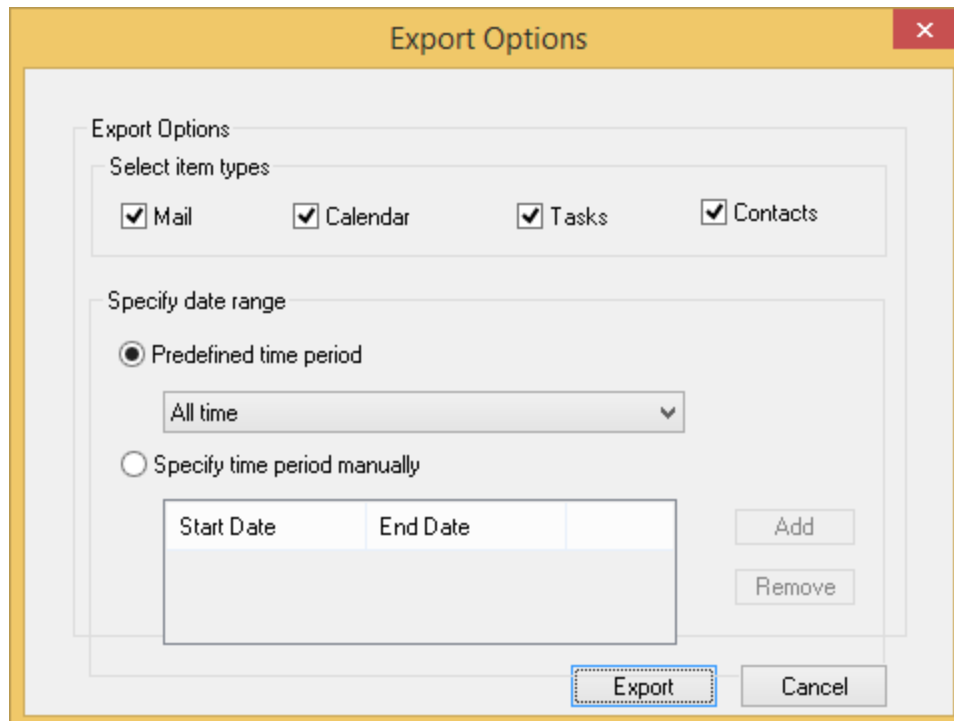 Export Options
Export Options
Select item types
Mail Calendar Tasks Contacts
Specify date range
Predefined time period
All time
Specify time period manually
Start Date End Date
Add
Remove
Export Cancel